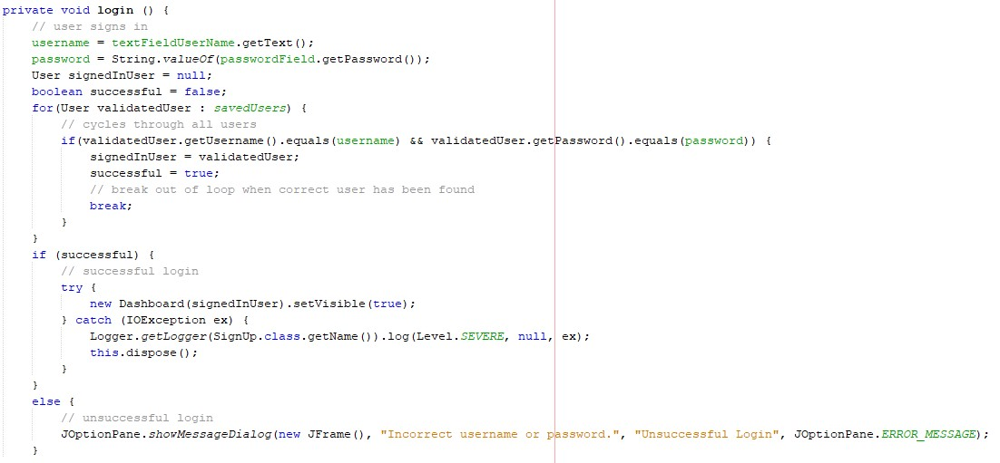 private void login () {
// user signs in
username = textFieldUserName.getText();
password = String.valueOf(passwordField.getPassword());
User signedInUser = null;
boolean successful = false;
for(User validatedUser : savedUsers) {
// cycles through all users
if(validatedUser.getUsername().equals(username) && validatedUser.getPassword().equals(password)) {
signedInUser = validatedUser;
successful = true;
// break out of loop when correct user has been found
break;
}
}
if (successful) {
// successful login
try {
new Dashboard(signedInUser).setVisible(true);
} catch (IOException ex) {
Logger.getLogger(SignUp.class.getName()).log(Level.SEVERE, null, ex);
this.dispose();
}
}
else {
// unsuccessful login
JOptionPane.showMessageDialog(new JFrame(), "Incorrect username or password.", "Unsuccessful Login", JOptionPane.ERROR_MESSAGE);
}